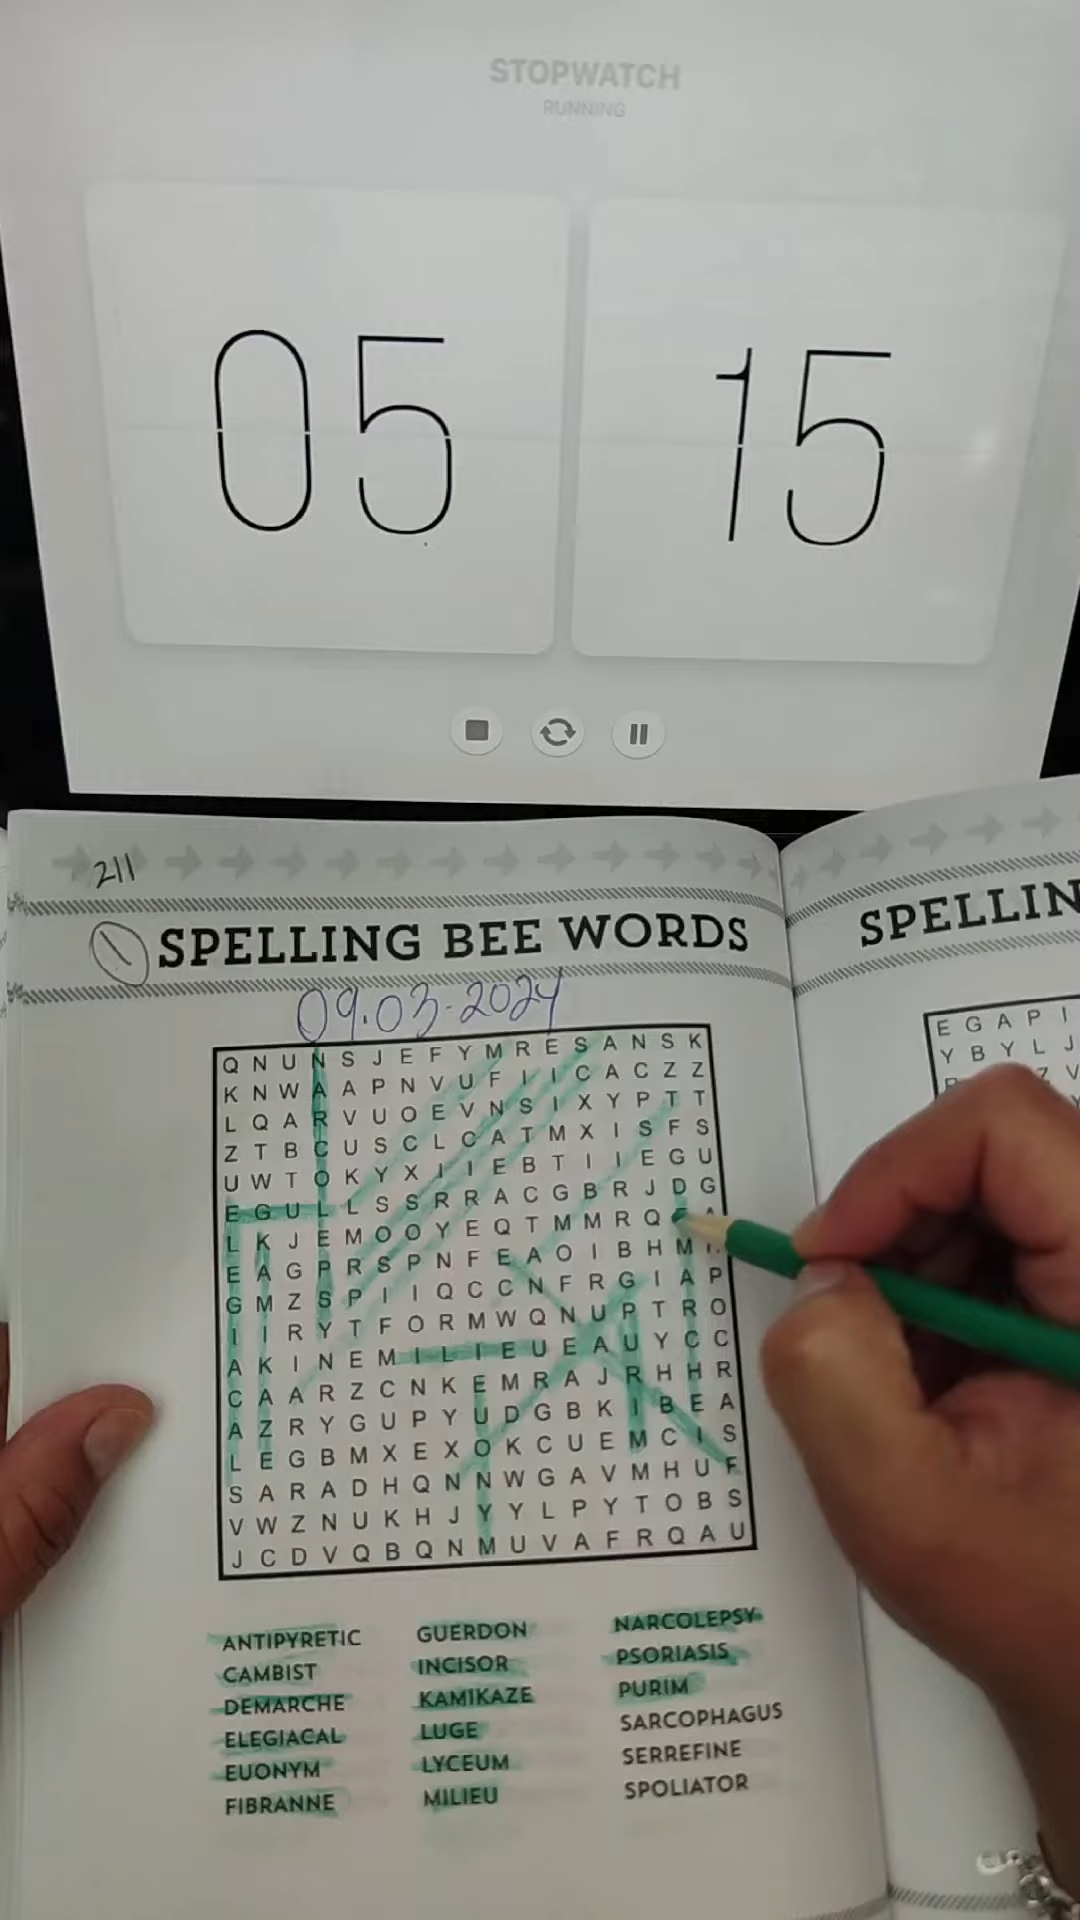 STOPWATCH
RUNNING
05 15
211
1 SPELLING BEE WORDS
09.03.2024
Q N U N S J E F Y M R E S A N S K
K N W A A P N V U F I I C A C Z Z
L Q A R V U O E V N S I X Y P T T
Z T B C U S C L C A T M X I S F S
U W T O K Y X I I E B T I I E G U
E G U L L S S R R A C G B R J D G
L K J E M O O Y E Q T M M R Q E A
E A G P R S P N F E A O I B H M
G M Z S P I I Q C C N F R G I A P
I I R Y T F O R M W Q N U P T R O
A K I N E M I L I E U E A U Y C C
C A A R Z C N K E M R A J R H H R
A Z R Y G U P Y U D G B K I B E A
L E G B M X E X O K C U E M C I S
S A R A D H Q N N W G A V M H U F
V W Z N U K H J Y Y L P Y T O B S
J C D V Q B Q N M U V A F R Q A U
ANTIPYRETIC
CAMBIST
DEMARCHE
ELEGIACAL
EUONYM
FIBRANNE
GUERDON
INCISOR
KAMIKAZE
LUGE
LYCEUM
MILIEU
NARCOLEPSY
PSORIASIS
PURIM
SARCOPHAGUS
SERREFINE
SPOLIATOR
SPELLIN
E G A P I
Y B Y L J
Z V